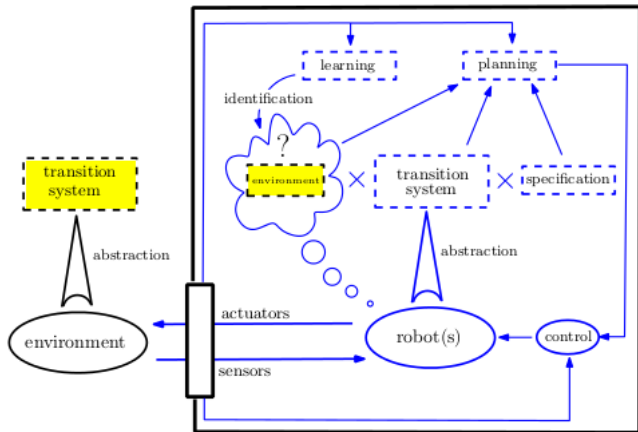 learning
planning
identification
?
environment
×
transition
system
×
specification
transition
system
abstraction
abstraction
actuators
environment
robot(s)
control
sensors